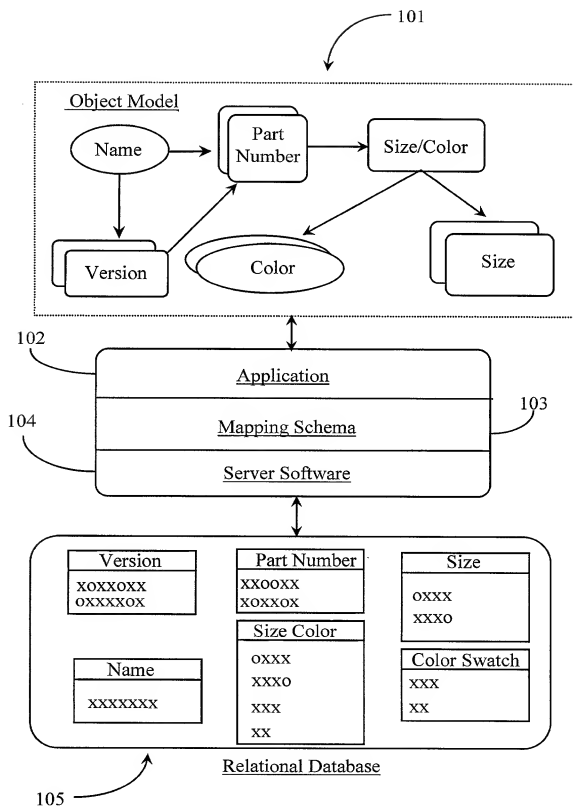 101
Object Model
Name
Part
Number
Size/Color
Version
Color
Size
102
Application
103
Mapping Schema
104
Server Software
Version
xoxxoxx
oxxxxox
Part Number
xxooxx
xoxxox
Size
oxxx
xxxo
Name
xxxxxxx
Size Color
oxxx
xxxo
xxx
xx
Color Swatch
xxx
xx
Relational Database
105